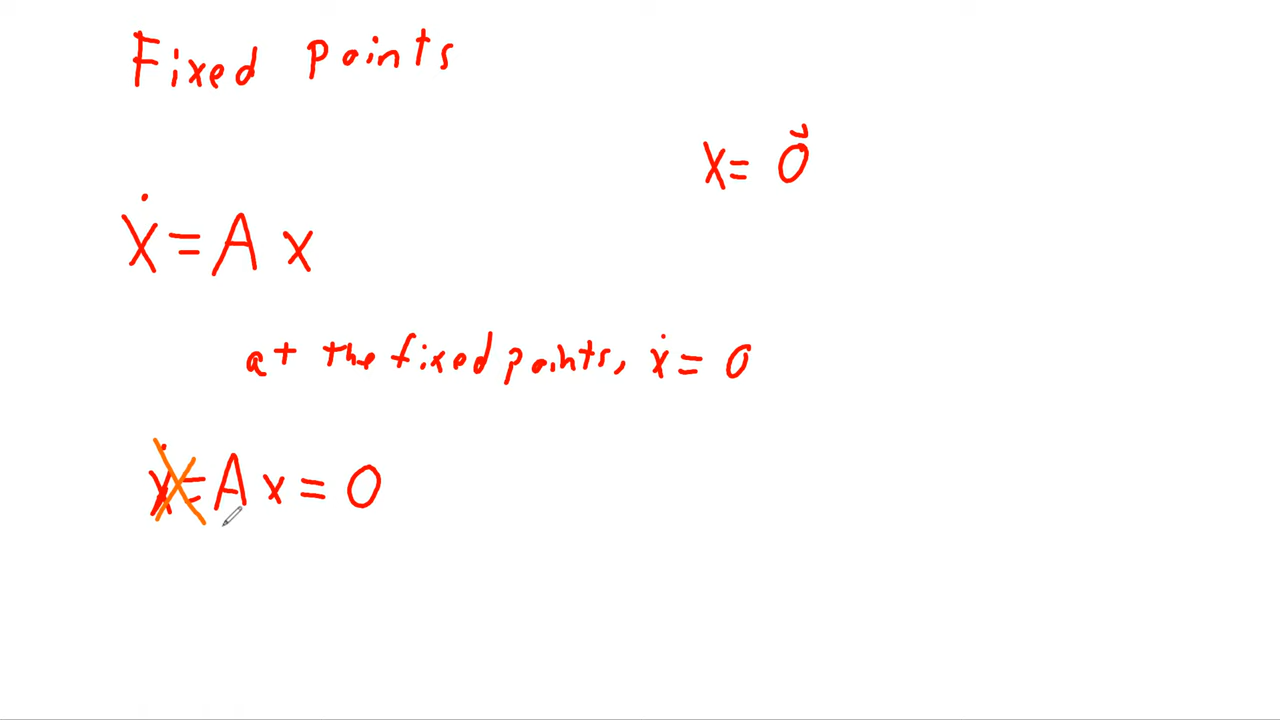 Fixed points
x = 0⃗
ẋ = A x
at the fixed points, ẋ = 0
ẋ = A x = 0